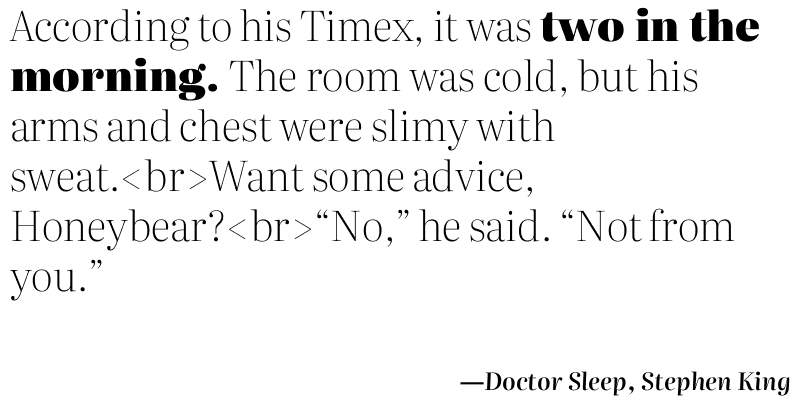 According to his Timex, it was two in the
morning. The room was cold, but his
arms and chest were slimy with
sweat.<br>Want some advice,
Honeybear?<br>“No,” he said. “Not from
you.”
—Doctor Sleep, Stephen King